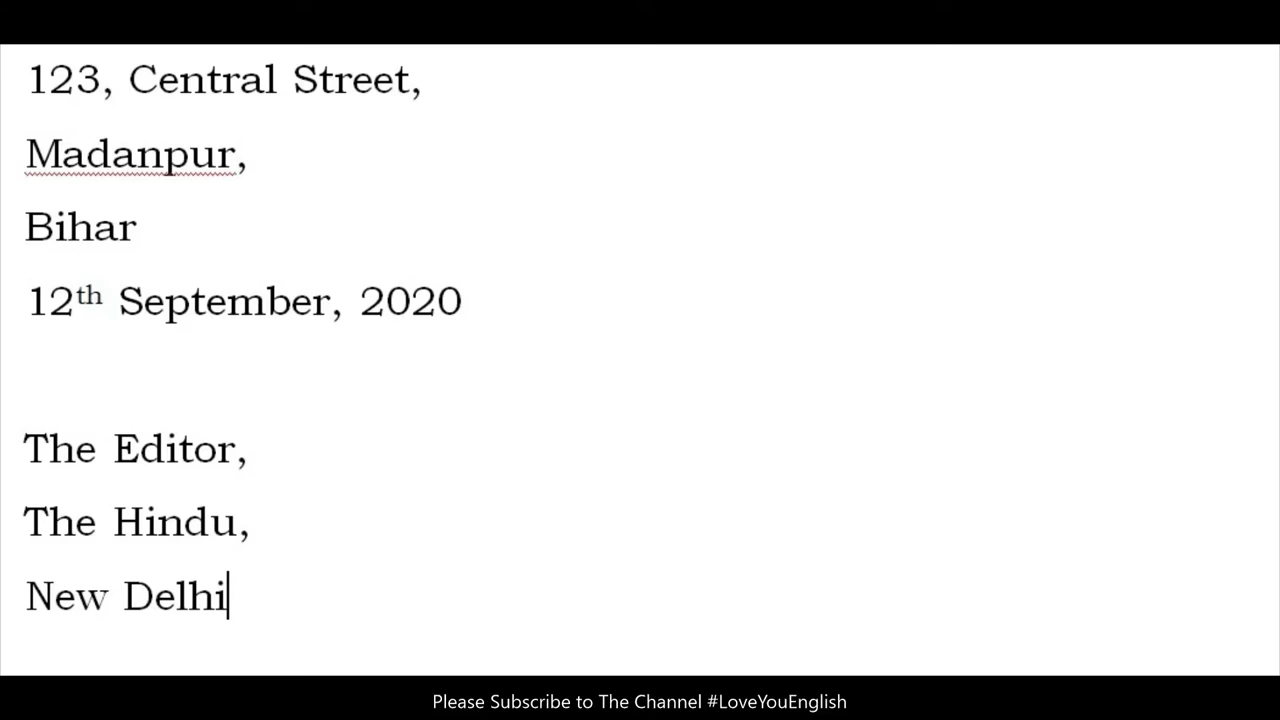 123, Central Street,
Madanpur,
Bihar
12th September, 2020
The Editor,
The Hindu,
New Delhi
Please Subscribe to The Channel #LoveYouEnglish